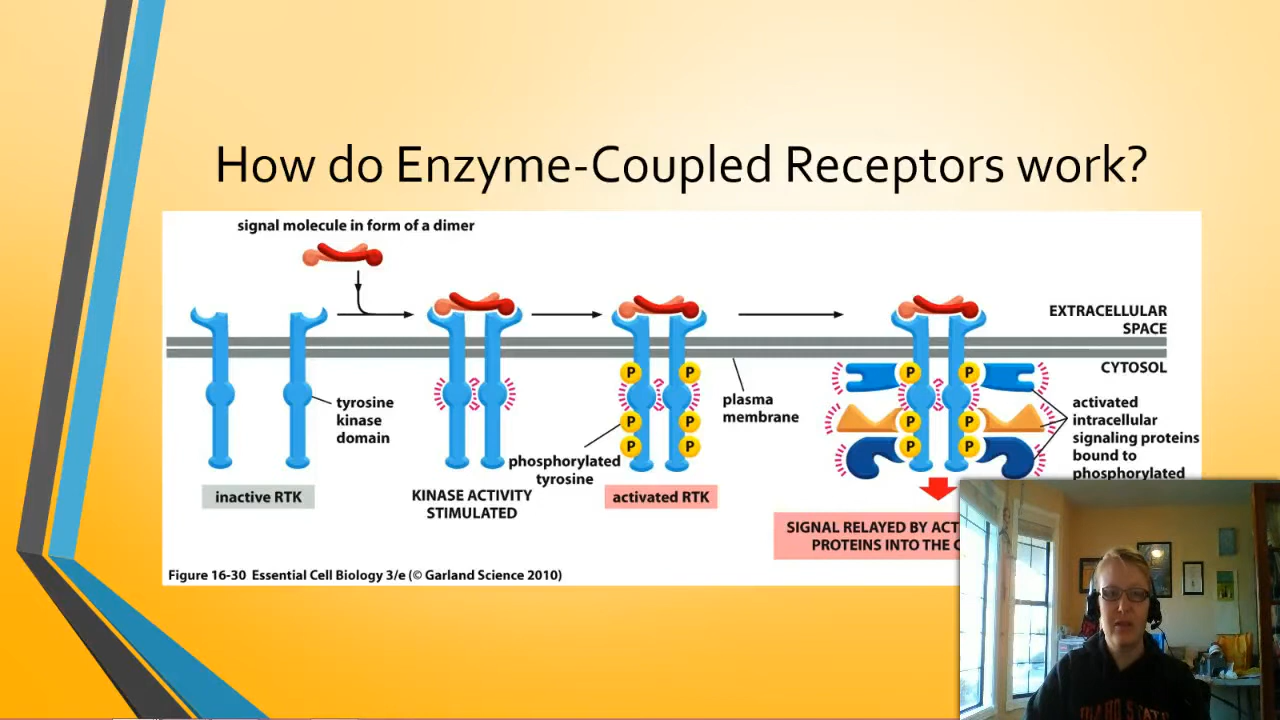 How do Enzyme-Coupled Receptors work?
signal molecule in form of a dimer
EXTRACELLULAR
SPACE
CYTOSOL
P P P P
P P P P
P P P P
tyrosine
kinase
domain
plasma
membrane
activated
intracellular
signaling proteins
bound to
phosphorylated
phosphorylated
tyrosine
inactive RTK
KINASE ACTIVITY
STIMULATED
activated RTK
SIGNAL RELAYED BY
PROTEINS INTO THE
Figure 16-30 Essential Cell Biology 3/e (© Garland Science 2010)
IDAHO STATE